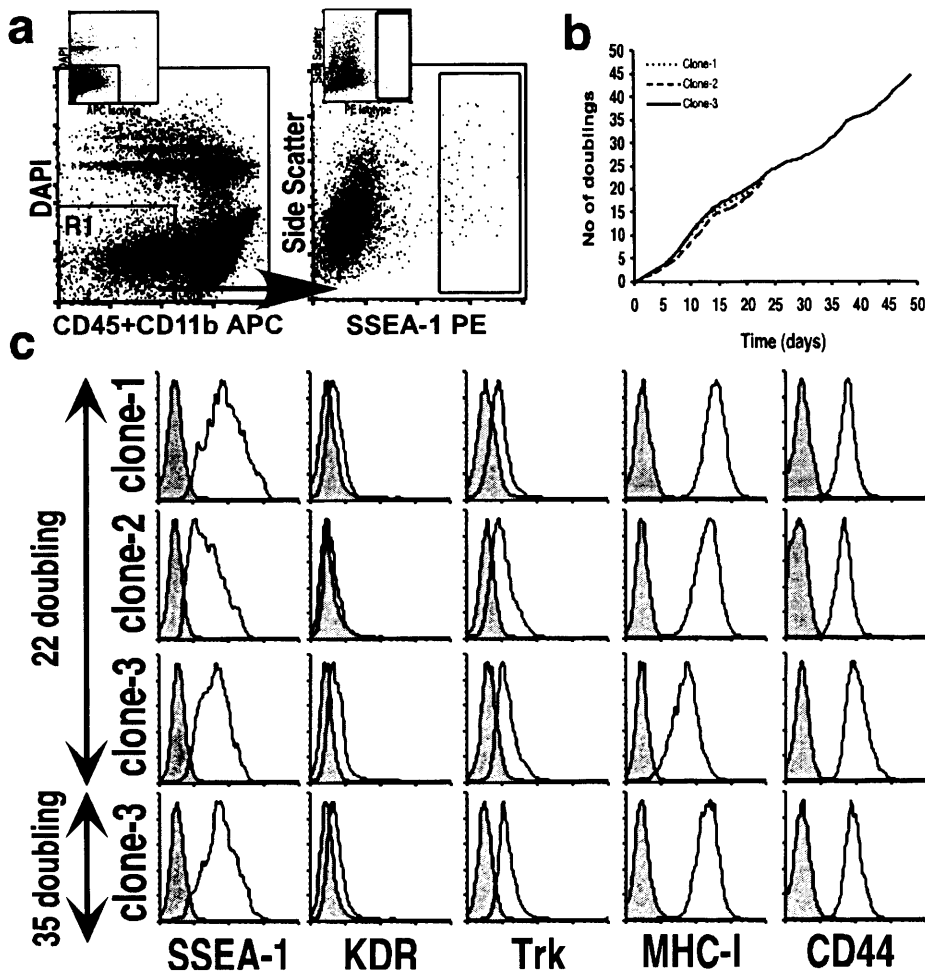 a
DAPI
APC Isotype
DAPI
R1
CD45+CD11b APC
Side Scatter
PE Isotype
Side Scatter
SSEA-1 PE
b
No of doublings
50
45
40
35
30
25
20
15
10
5
0
Clone-1
Clone-2
Clone-3
0 5 10 15 20 25 30 35 40 45 50
Time (days)
c
22 doubling
clone-1
clone-2
clone-3
35 doubling
clone-3
SSEA-1 KDR Trk MHC-I CD44